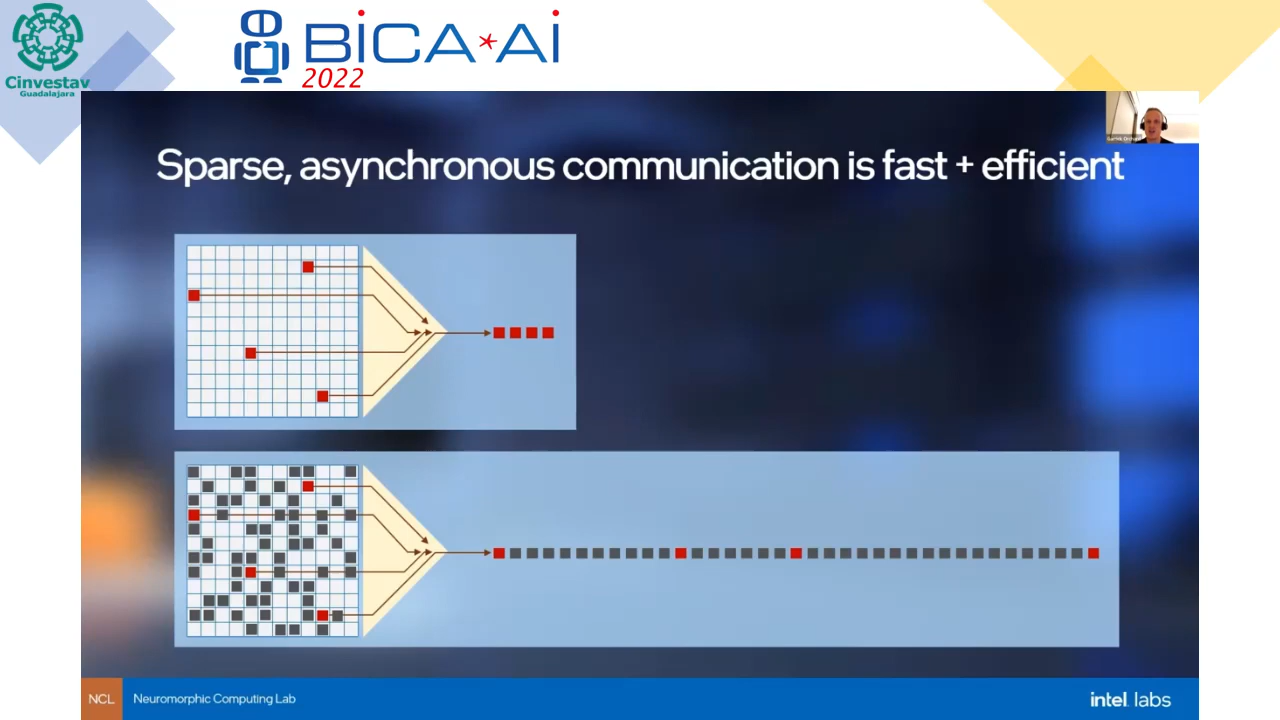 Cinvestav
Guadalajara
BiCA*Ai
2022
Sparse, asynchronous communication is fast + efficient
NCL
Neuromorphic Computing Lab
intel labs